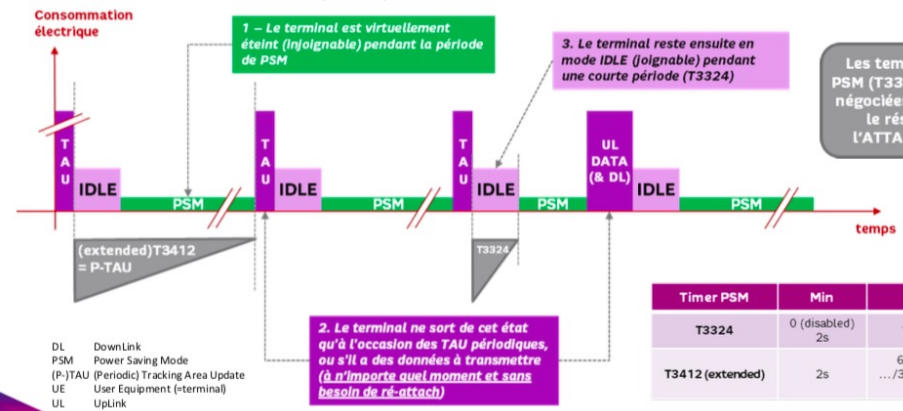 Consommation
électrique
1 – Le terminal est virtuellement
éteint (injoignable) pendant la période
de PSM
3. Le terminal reste ensuite en
mode IDLE (joignable) pendant
une courte période (T3324)
Les
PSM
négociées
le
TAU
IDLE
PSM
TAU
IDLE
PSM
TAU
IDLE
PSM
UL
DATA
(& DL)
IDLE
PSM
temps
(extended)T3412
= P-TAU
T3324
2. Le terminal ne sort de cet état
qu'à l'occasion des TAU périodiques,
ou s'il a des données à transmettre
(à n'importe quel moment et sans
besoin de ré-attach)
DL DownLink
PSM Power Saving Mode
(P-)TAU (Periodic) Tracking Area Update
UE User Equipment (=terminal)
UL UpLink
Timer PSM Min
T3324 0 (disabled)
2s
T3412 (extended) 2s